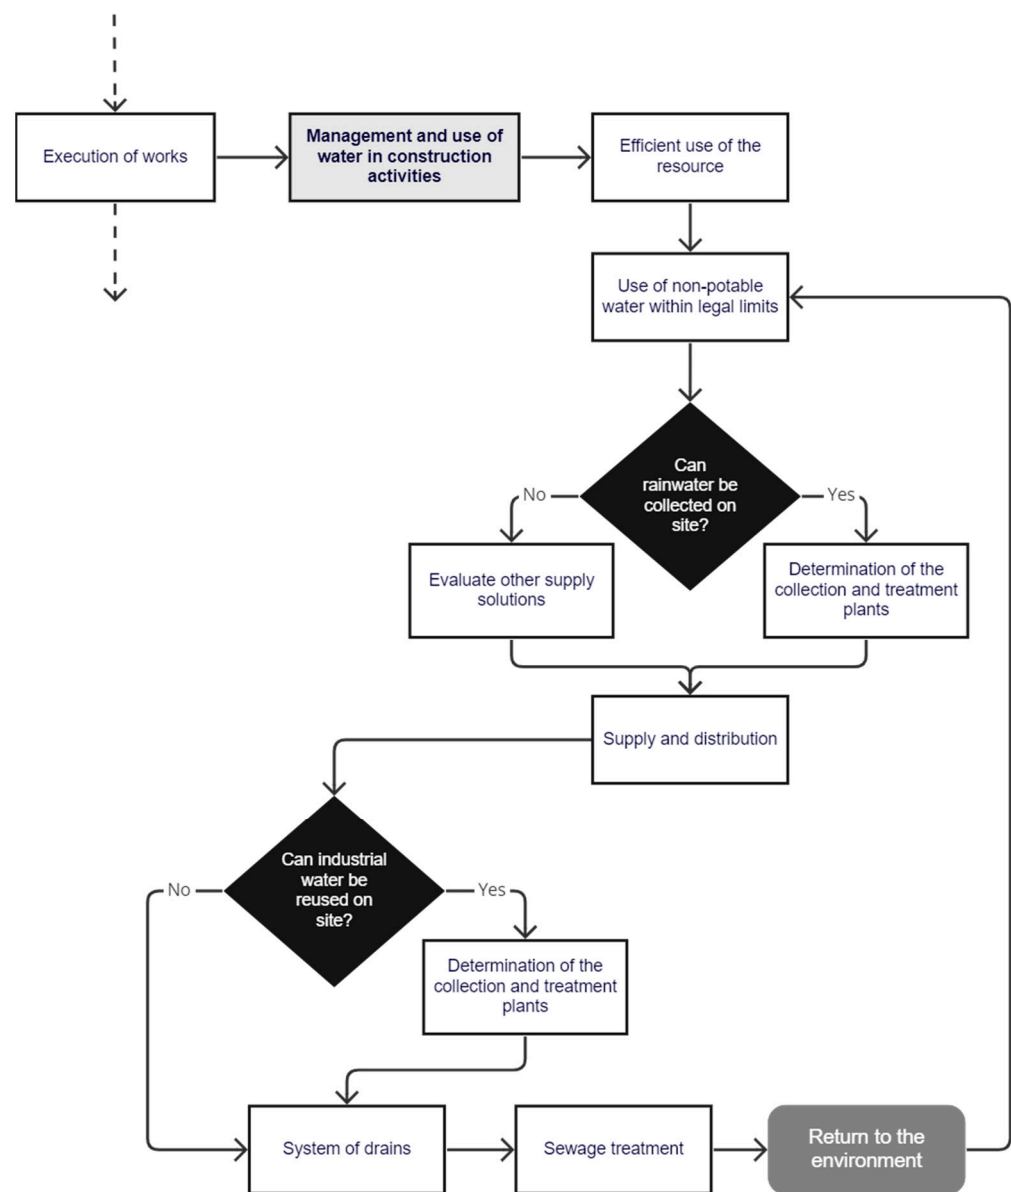 Execution of works
Management and use of
water in construction
activities
Efficient use of the
resource
Use of non-potable
water within legal limits
Can
rainwater be
collected on
site?
No
Yes
Evaluate other supply
solutions
Determination of the
collection and treatment
plants
Supply and distribution
Can industrial
water be
reused on
site?
No
Yes
Determination of the
collection and treatment
plants
System of drains
Sewage treatment
Return to the
environment